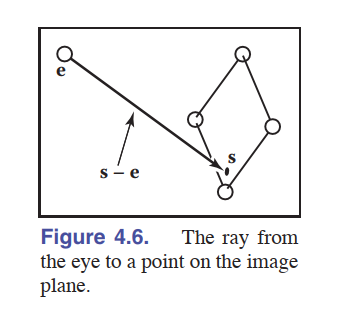 e
s
s – e
Figure 4.6. The ray from
the eye to a point on the image
plane.